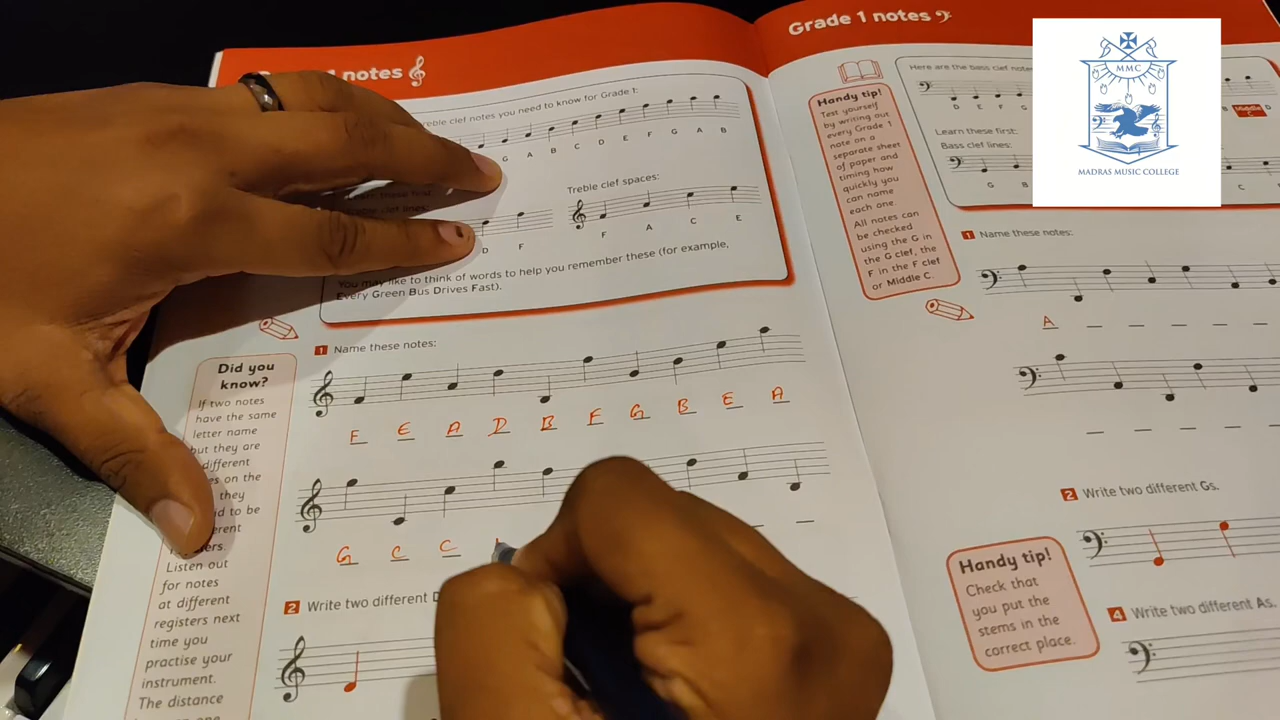 notes
Treble clef notes you need to know for Grade 1:
G A B C D E F G A B
Treble clef spaces:
D F
F A C E
You may like to think of words to help you remember these (for example,
Every Green Bus Drives Fast).
1 Name these notes:
F E A D B F G B E A
G C C
Did you
know?
If two notes
have the same
letter name
but they are
different
on the
they
to be
Listen out
for notes
at different
registers next
time you
practise your
instrument.
The distance
2 Write two different
Grade 1 notes
Handy tip!
Test yourself
by writing out
every Grade 1
note on a
separate sheet
of paper and
timing how
quickly you
can name
each one.
All notes can
be checked
using the G in
the G clef, the
F in the F clef
or Middle C.
Here are the bass clef notes
D E F G
Middle C
D
Learn these first:
Bass clef lines:
G B
C E
1 Name these notes:
A
2 Write two different Gs.
Handy tip!
Check that
you put the
stems in the
correct place.
4 Write two different As.
MMC
MADRAS MUSIC COLLEGE